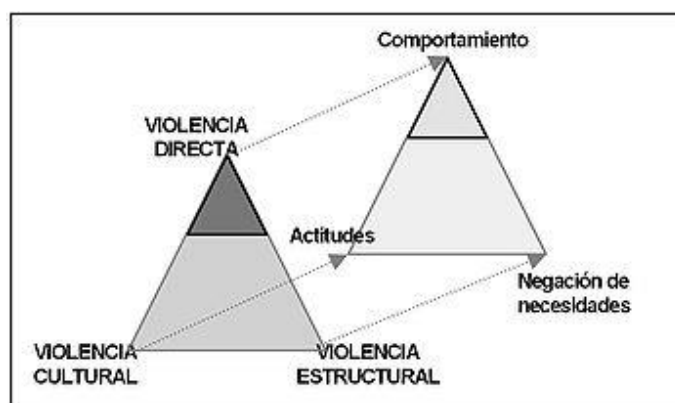 Comportamiento
VIOLENCIA
DIRECTA
Actitudes
Negación de
necesidades
VIOLENCIA
CULTURAL
VIOLENCIA
ESTRUCTURAL